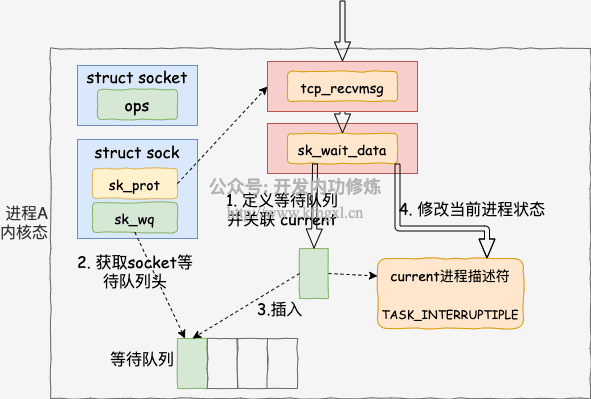 struct socket
ops
struct sock
sk_prot
sk_wq
tcp_recvmsg
sk_wait_data
公众号: 开发内功修炼
http://www.kfngxl.cn
进程A
内核态
1. 定义等待队列
并关联 current
4. 修改当前进程状态
2. 获取socket等
待队列头
3.插入
current进程描述符
TASK_INTERRUPTIPLE
等待队列